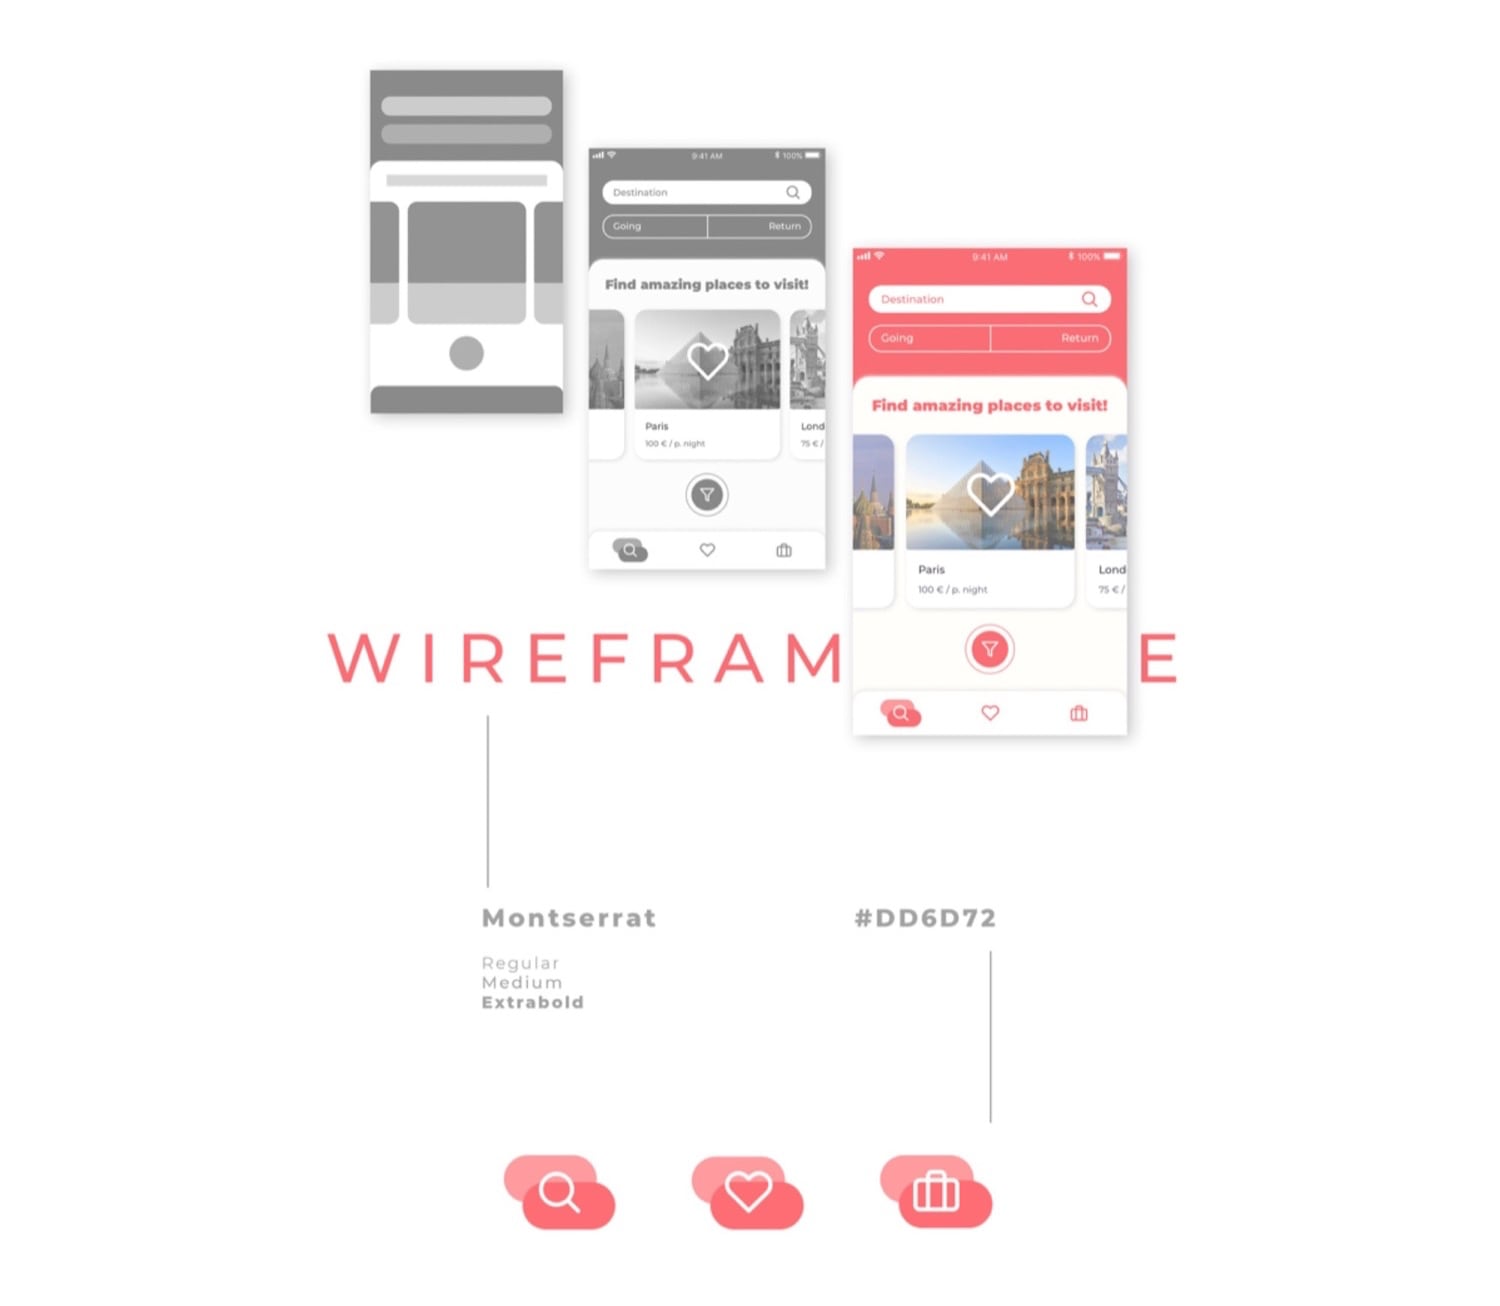 9:41 AM
100%
Destination
Going
Return
Find amazing places to visit!
Paris
100 € / p. night
Lond
75 € /
9:41 AM
100%
Destination
Going
Return
Find amazing places to visit!
Paris
100 € / p. night
Lond
75 € /
WIREFRAM E
Montserrat
Regular
Medium
Extrabold
#DD6D72